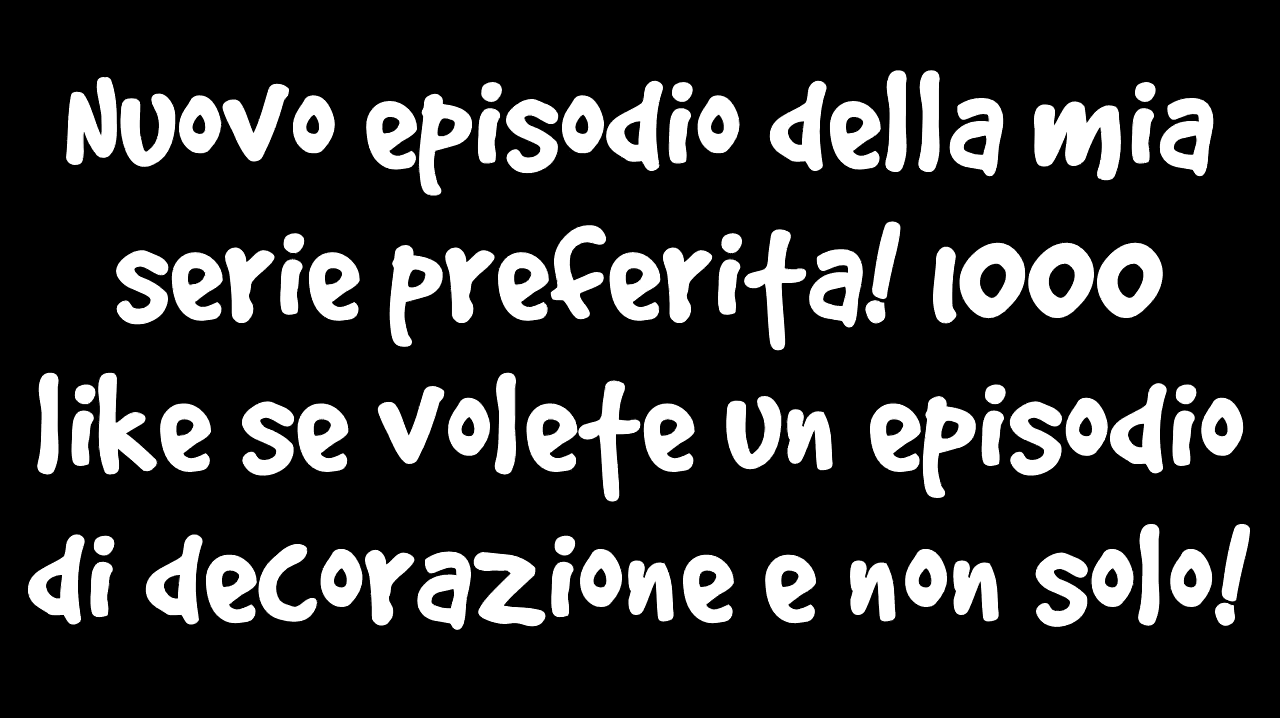 Nuovo episodio della mia
serie preferita! 1000
like se volete un episodio
di decorazione e non solo!